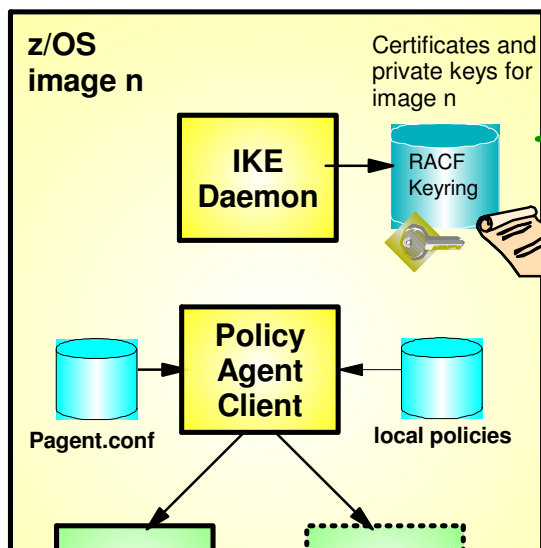 z/OS
image n
Certificates and
private keys for
image n
IKE
Daemon
RACF
Keyring
Policy
Agent
Client
Pagent.conf
local policies